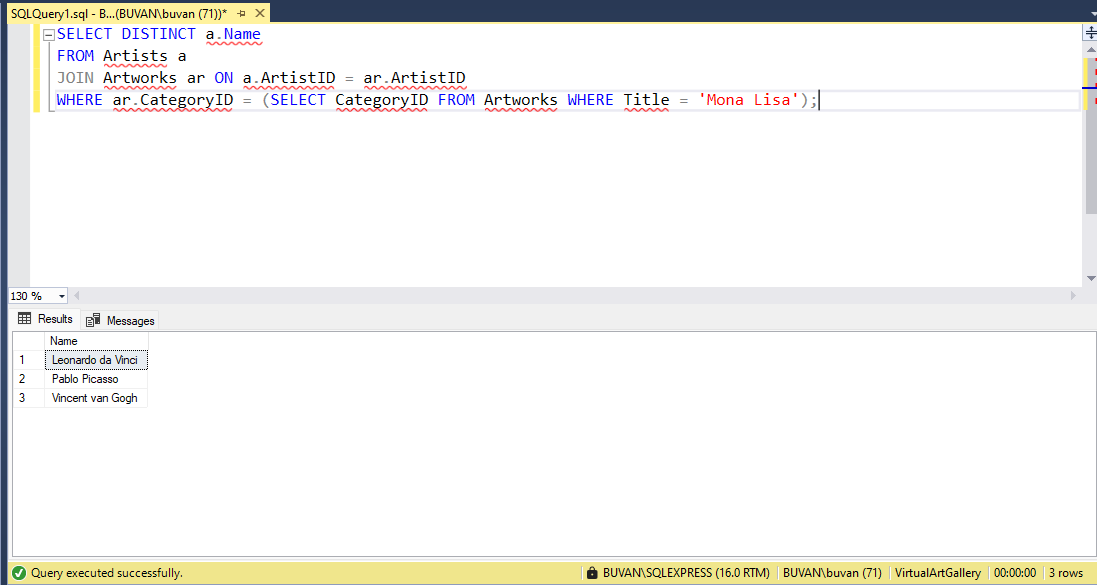 SQLQuery1.sql - B...(BUVAN\buvan (71))*
SELECT DISTINCT a.Name
FROM Artists a
JOIN Artworks ar ON a.ArtistID = ar.ArtistID
WHERE ar.CategoryID = (SELECT CategoryID FROM Artworks WHERE Title = 'Mona Lisa');
130 %
Results Messages
Name
1 Leonardo da Vinci
2 Pablo Picasso
3 Vincent van Gogh
Query executed successfully. BUVAN\SQLEXPRESS (16.0 RTM) BUVAN\buvan (71) VirtualArtGallery 00:00:00 3 rows